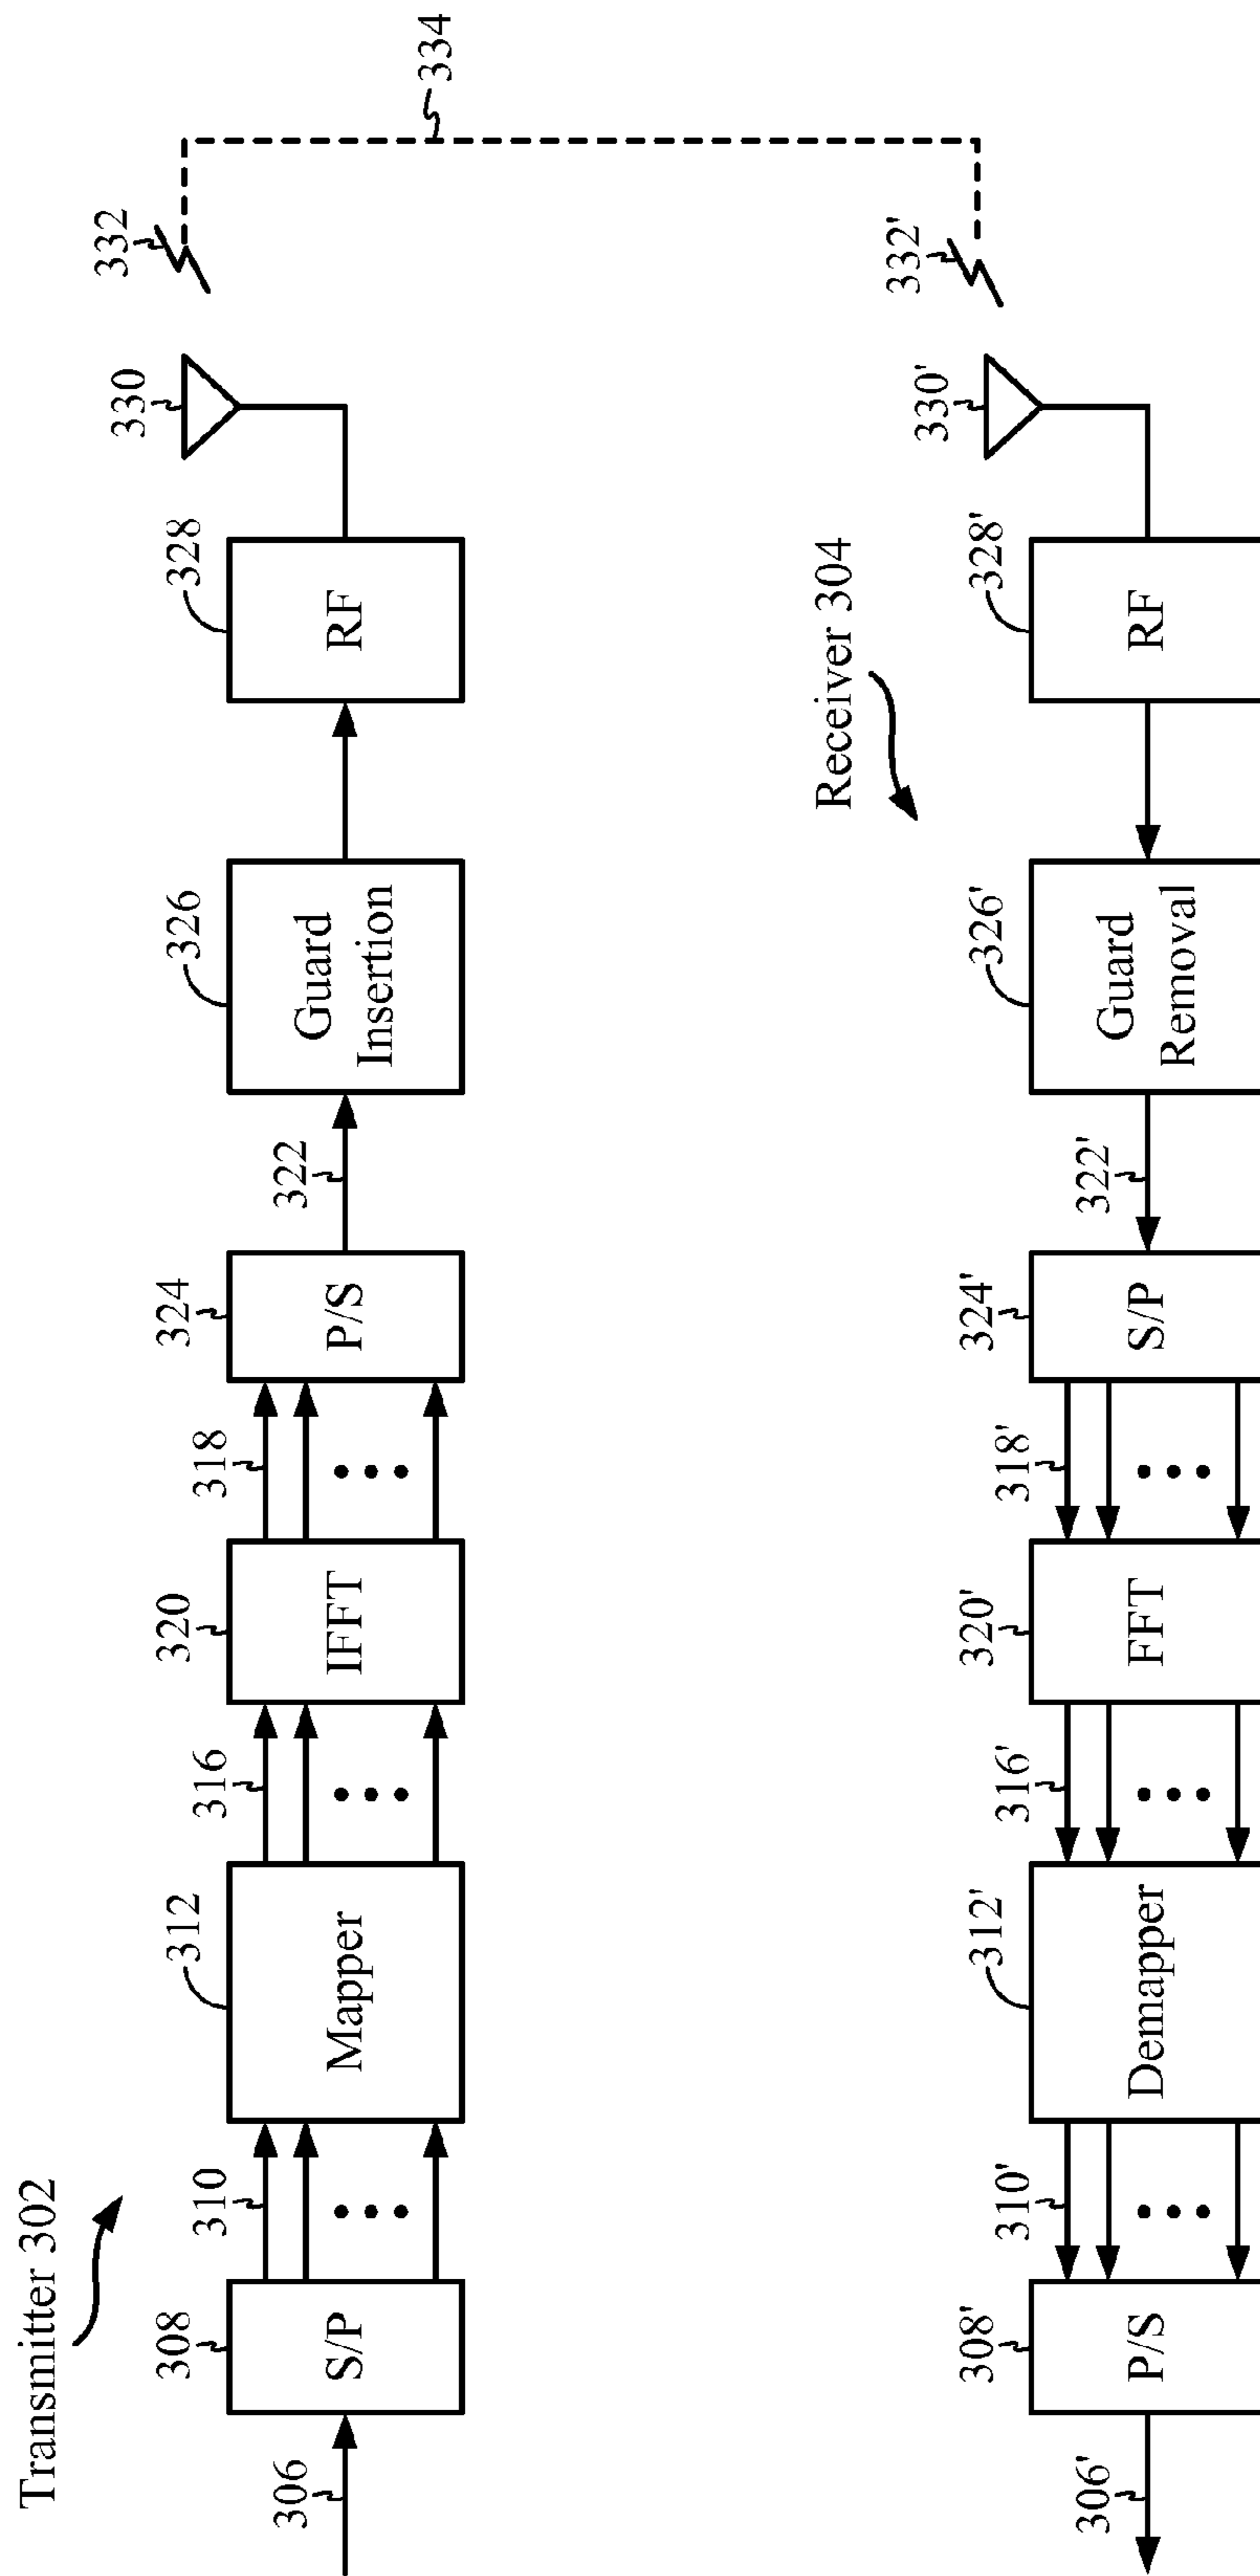 Transmitter 302
306
308
S/P
310
312
Mapper
316
320
IFFT
318
324
P/S
322
326
Guard
Insertion
328
RF
330
332
334
Receiver 304
306'
308'
P/S
310'
312'
Demapper
316'
320'
FFT
318'
324'
S/P
322'
326'
Guard
Removal
328'
RF
330'
332'